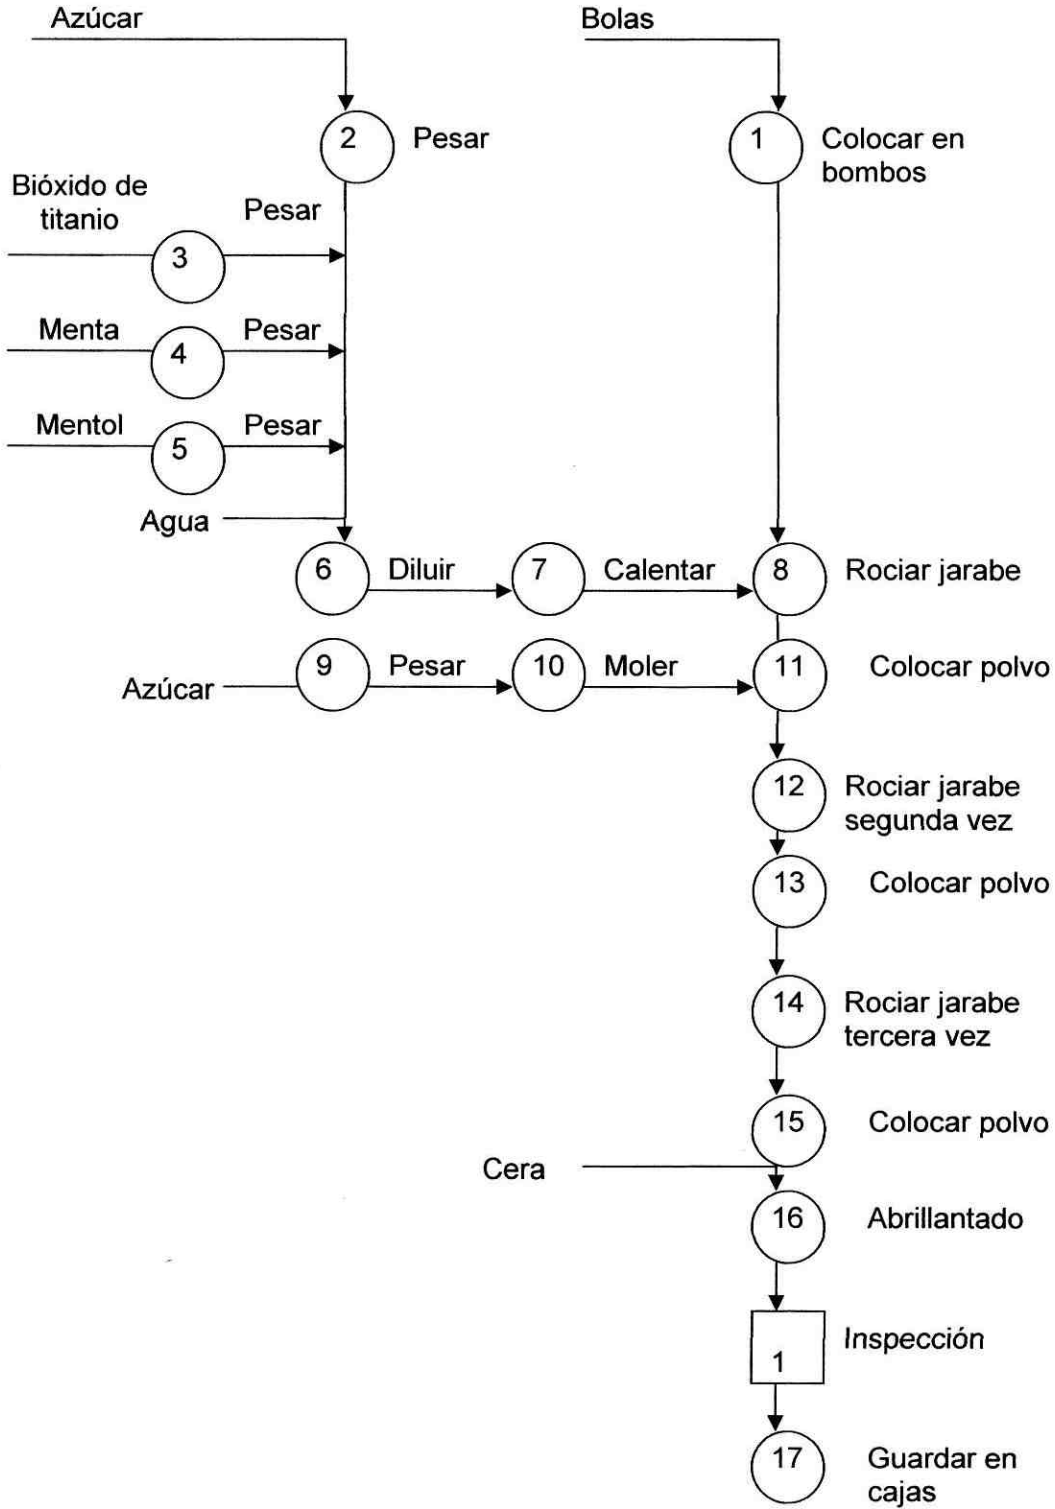 Azúcar
Bolas
2
Pesar
1
Colocar en
bombos
Bióxido de
titanio
Pesar
3
Menta
Pesar
4
Mentol
Pesar
5
Agua
6
Diluir
7
Calentar
8
Rociar jarabe
Azúcar
9
Pesar
10
Moler
11
Colocar polvo
12
Rociar jarabe
segunda vez
13
Colocar polvo
14
Rociar jarabe
tercera vez
15
Colocar polvo
Cera
16
Abrillantado
Inspección
1
17
Guardar en
cajas